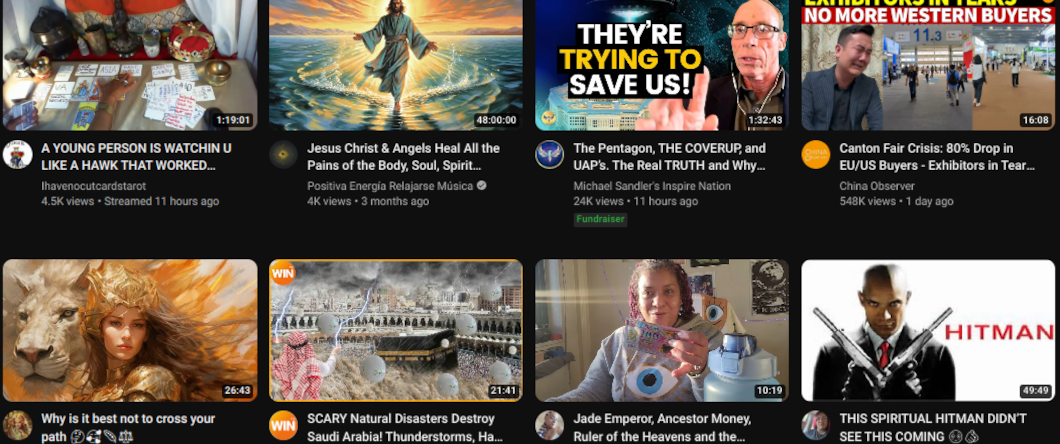 THEY'RE
TRYING TO
SAVE US!
EXHIBITORS IN TEARS
NO MORE WESTERN BUYERS
11.3
1:19:01
48:00:00
1:32:43
16:08
A YOUNG PERSON IS WATCHIN U
LIKE A HAWK THAT WORKED...
Ihavenocutcardstarot
4.5K views • Streamed 11 hours ago
Jesus Christ & Angels Heal All the
Pains of the Body, Soul, Spirit...
Positiva Energía Relajarse Música
4K views • 3 months ago
The Pentagon, THE COVERUP, and
UAP's. The Real TRUTH and Why...
Michael Sandler's Inspire Nation
24K views • 11 hours ago
Fundraiser
Canton Fair Crisis: 80% Drop in
EU/US Buyers - Exhibitors in Tear...
China Observer
548K views • 1 day ago
WIN
HITMAN
26:43
21:41
10:19
49:49
Why is it best not to cross your
path
WIN
SCARY Natural Disasters Destroy
Saudi Arabia! Thunderstorms, Ha...
Jade Emperor, Ancestor Money,
Ruler of the Heavens and the...
THIS SPIRITUAL HITMAN DIDN'T
SEE THIS COMING